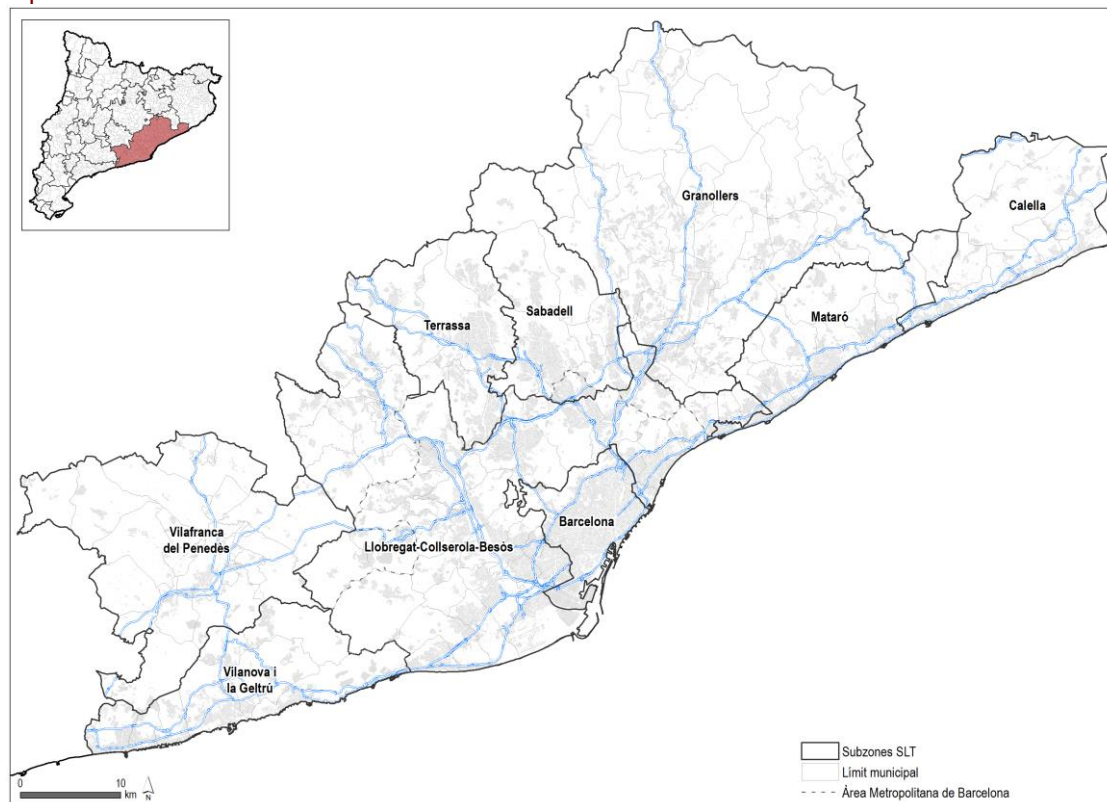 Granollers
Calella
Sabadell
Terrassa
Mataró
Barcelona
Vilafranca
del Penedès
Llobregat-Collserola-Besòs
Vilanova i
la Geltrú
Subzones SLT
Límit municipal
Àrea Metropolitana de Barcelona
0 10
km N